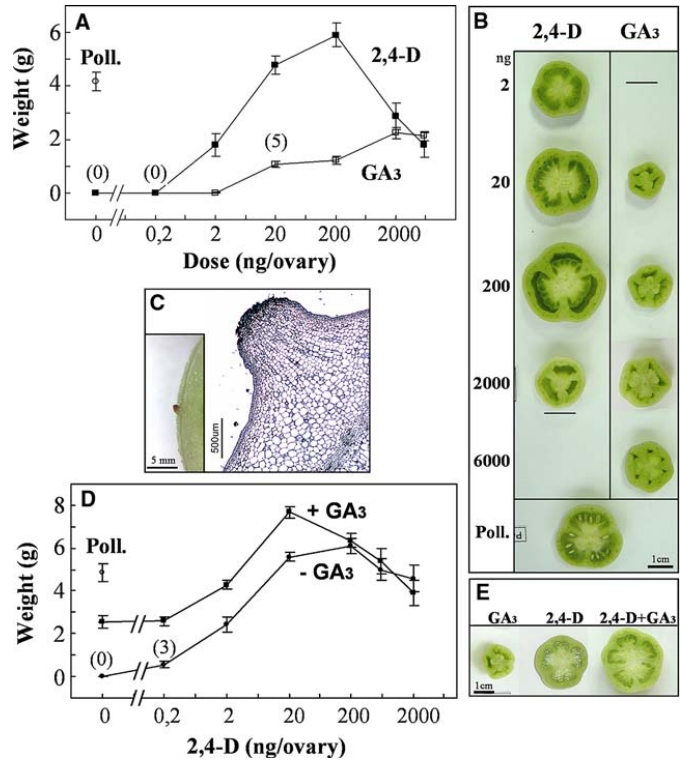 A
Weight (g)
6
4
2
0
Poll.
2,4-D
(0)
(0)
(5)
GA3
0
0,2
2
20
200
2000
Dose (ng/ovary)
B
2,4-D
GA3
ng
2
20
200
2000
6000
Poll.
d
1cm
C
5 mm
500um
D
Weight (g)
8
6
4
2
0
Poll.
+ GA3
- GA3
(0)
(3)
0
0,2
2
20
200
2000
2,4-D (ng/ovary)
E
GA3
2,4-D
2,4-D+GA3
1cm